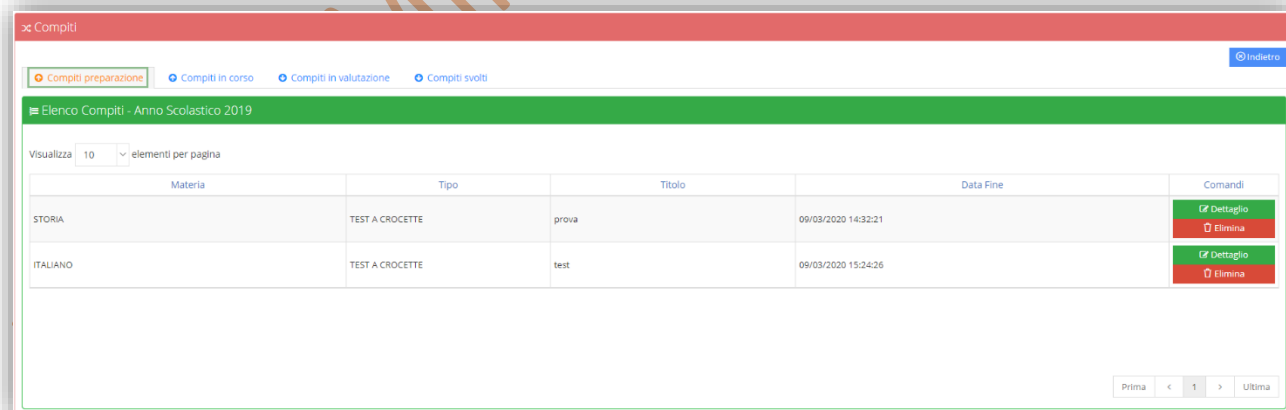 Compiti
Indietro
Compiti preparazione Compiti in corso Compiti in valutazione Compiti svolti
Elenco Compiti - Anno Scolastico 2019
Visualizza 10 elementi per pagina
Materia Tipo Titolo Data Fine Comandi
STORIA TEST A CROCETTE prova 09/03/2020 14:32:21 Dettaglio
Elimina
ITALIANO TEST A CROCETTE test 09/03/2020 15:24:26 Dettaglio
Elimina
Prima < 1 > Ultima